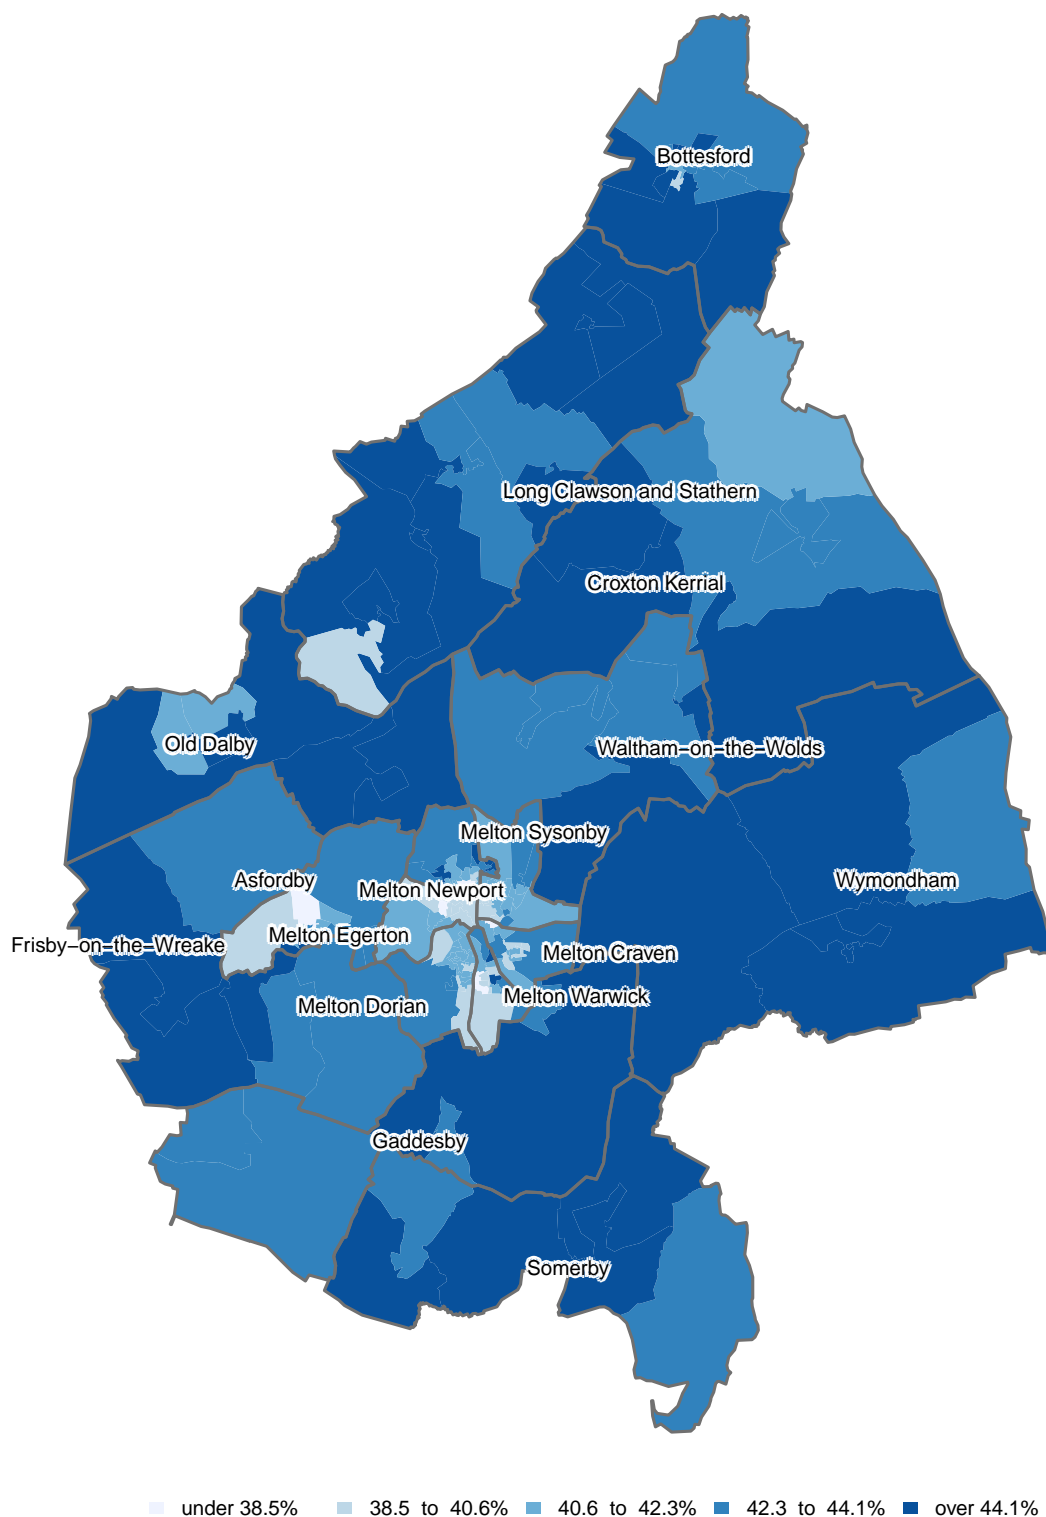 Bottesford
Long Clawson and Stathern
Croxton Kerrial
Old Dalby
Waltham–on–the–Wolds
Melton Sysonby
Asfordby
Melton Newport
Wymondham
Frisby–on–the–Wreake
Melton Egerton
Melton Craven
Melton Dorian
Melton Warwick
Gaddesby
Somerby
under 38.5% 38.5 to 40.6% 40.6 to 42.3% 42.3 to 44.1% over 44.1%